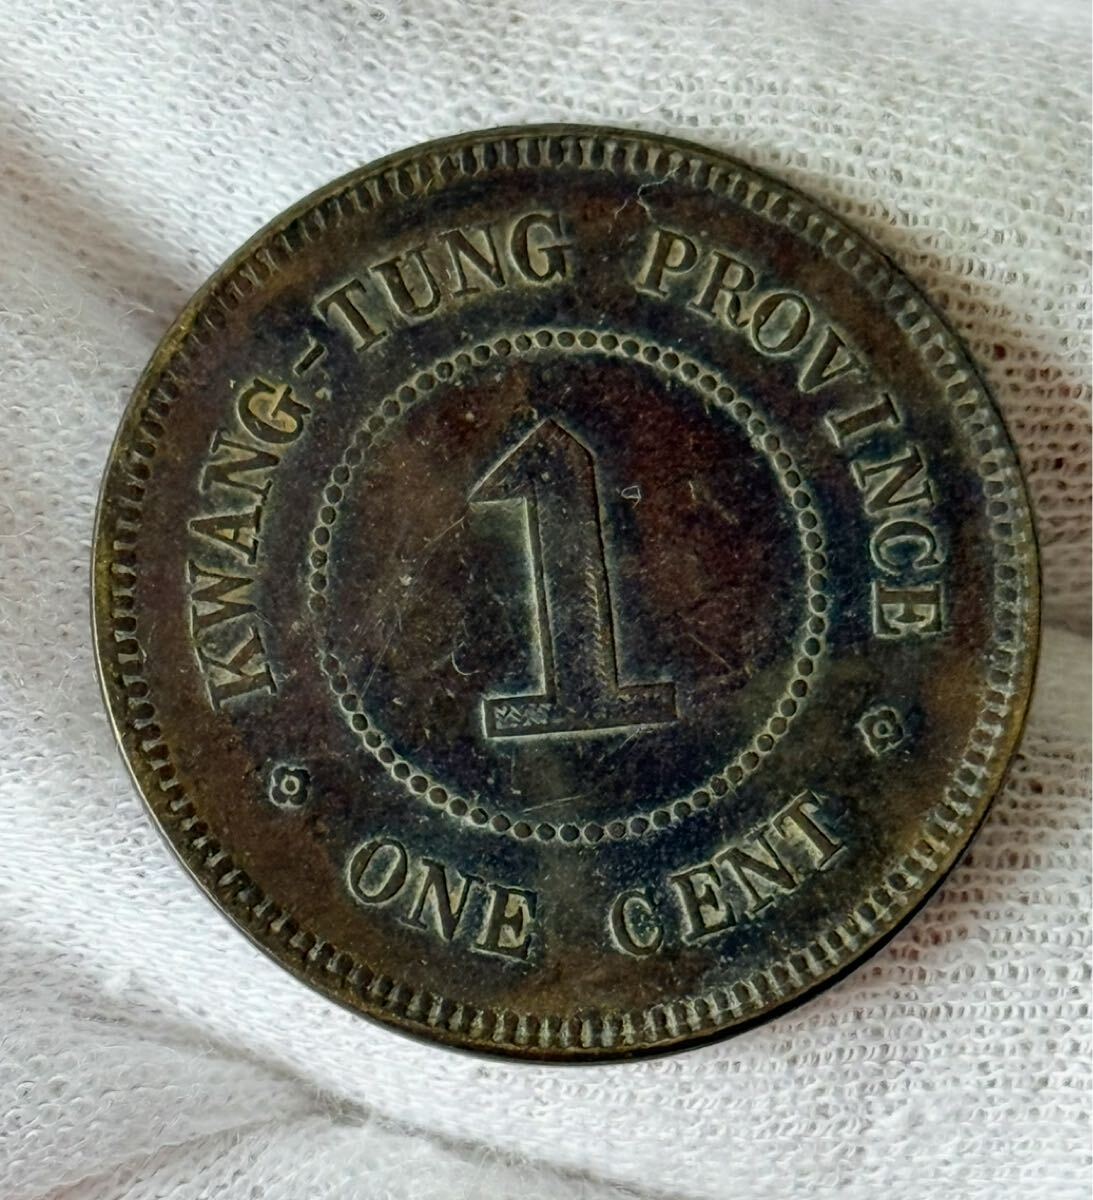 KWANG-TUNG PROVINCE
1
ONE CENT